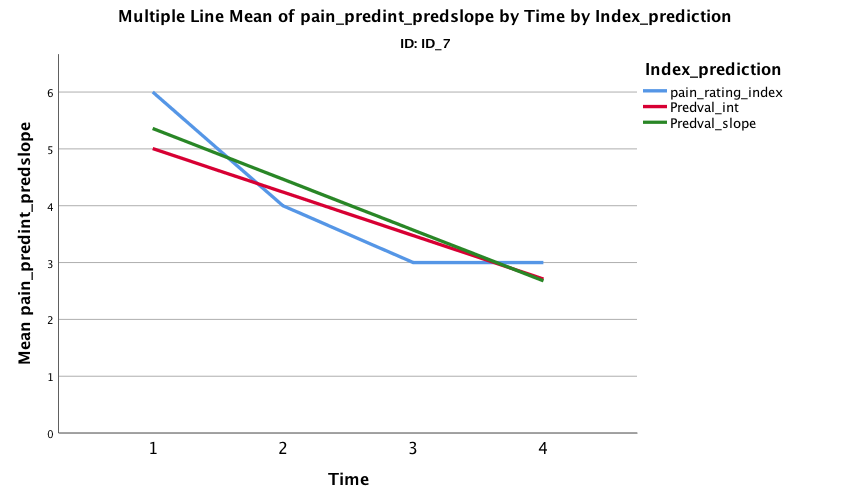 Multiple Line Mean of pain_predint_predslope by Time by Index_prediction
ID: ID_7
Index_prediction
pain_rating_index
Predval_int
Predval_slope
Mean pain_predint_predslope
6
5
4
3
2
1
0
1 2 3 4
Time